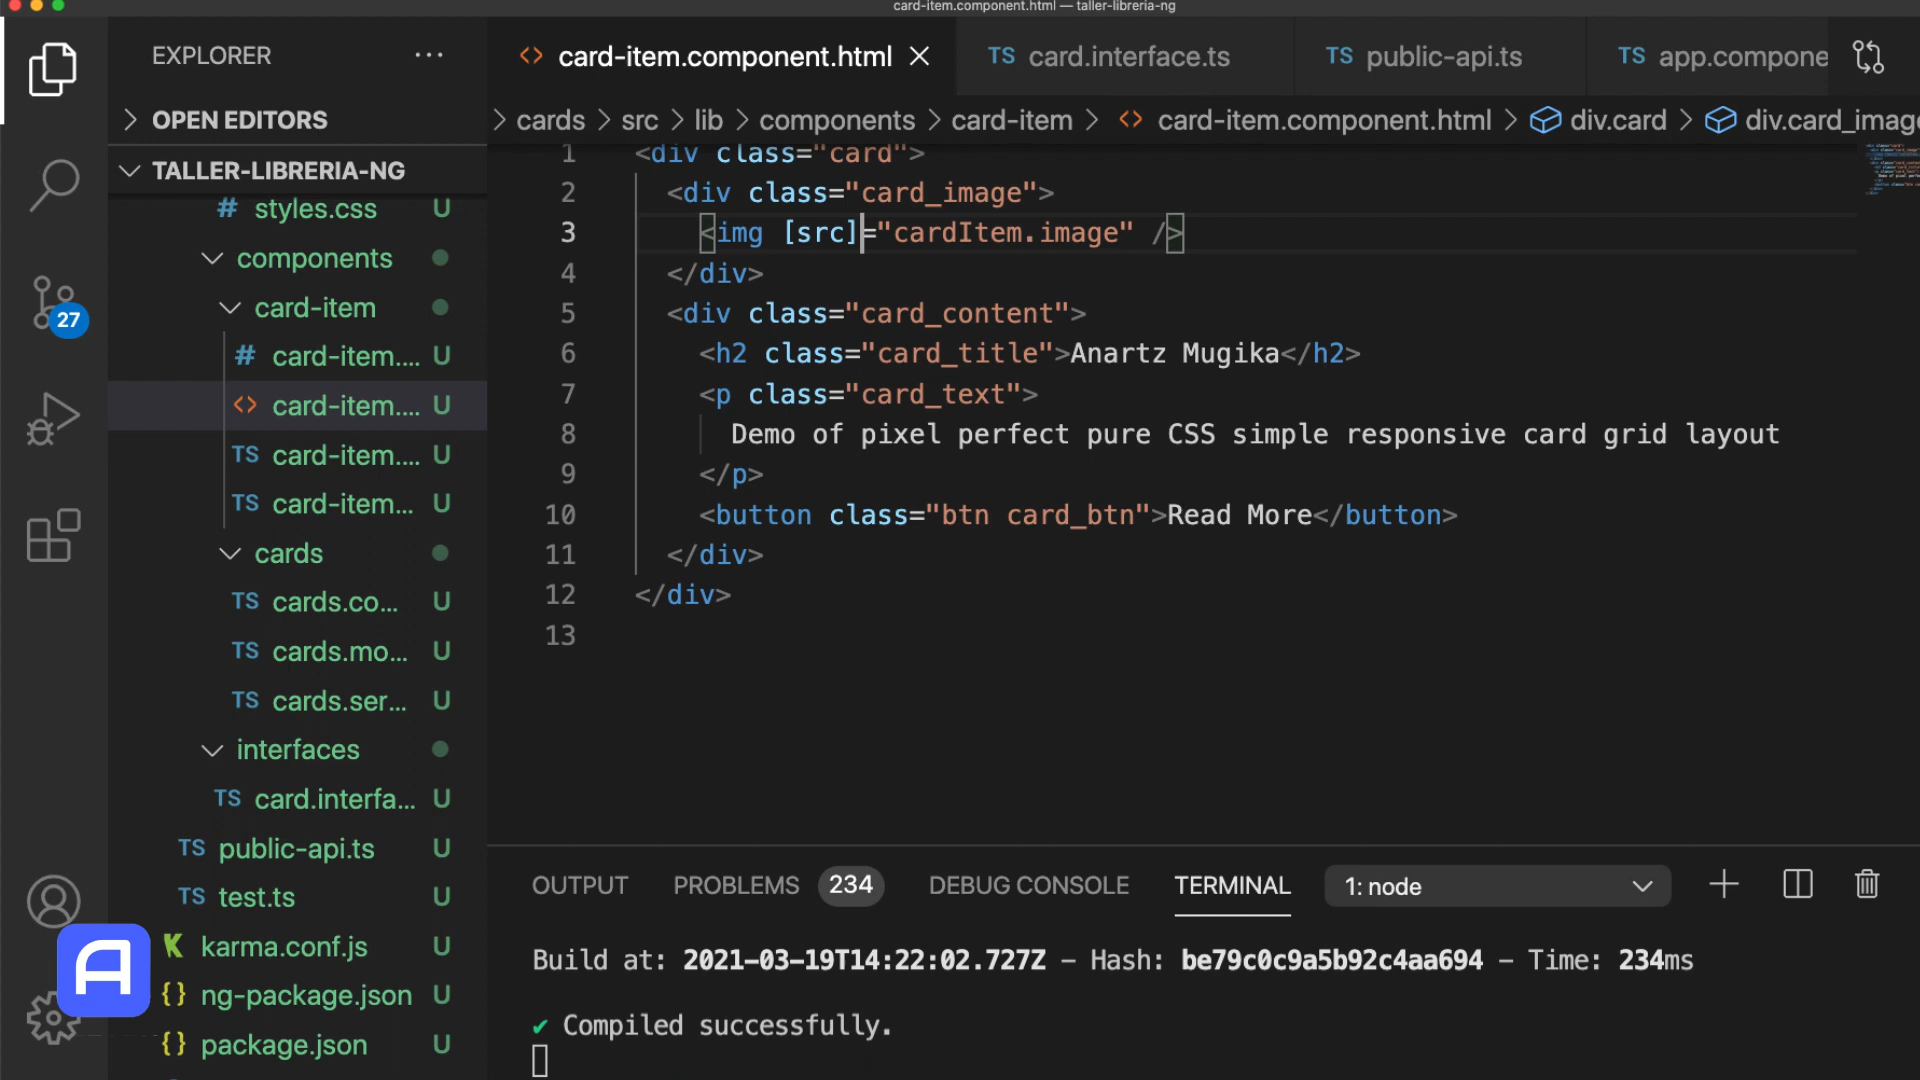 card-item.component.html — taller-libreria-ng
EXPLORER
OPEN EDITORS
TALLER-LIBRERIA-NG
# styles.css U
components
card-item
# card-item.... U
<> card-item.... U
TS card-item.... U
TS card-item... U
cards
TS cards.co... U
TS cards.mo... U
TS cards.ser... U
interfaces
TS card.interfa... U
TS public-api.ts U
TS test.ts U
K karma.conf.js U
{} ng-package.json U
{} package.json U
27
A
<> card-item.component.html
TS card.interface.ts
TS public-api.ts
TS app.compone
> cards > src > lib > components > card-item > <> card-item.component.html > div.card > div.card_image
1 <div class="card">
2 <div class="card_image">
3 <img [src]="cardItem.image" />
4 </div>
5 <div class="card_content">
6 <h2 class="card_title">Anartz Mugika</h2>
7 <p class="card_text">
8 Demo of pixel perfect pure CSS simple responsive card grid layout
9 </p>
10 <button class="btn card_btn">Read More</button>
11 </div>
12 </div>
13
OUTPUT PROBLEMS 234 DEBUG CONSOLE TERMINAL 1: node
Build at: 2021-03-19T14:22:02.727Z - Hash: be79c0c9a5b92c4aa694 - Time: 234ms
✔ Compiled successfully.